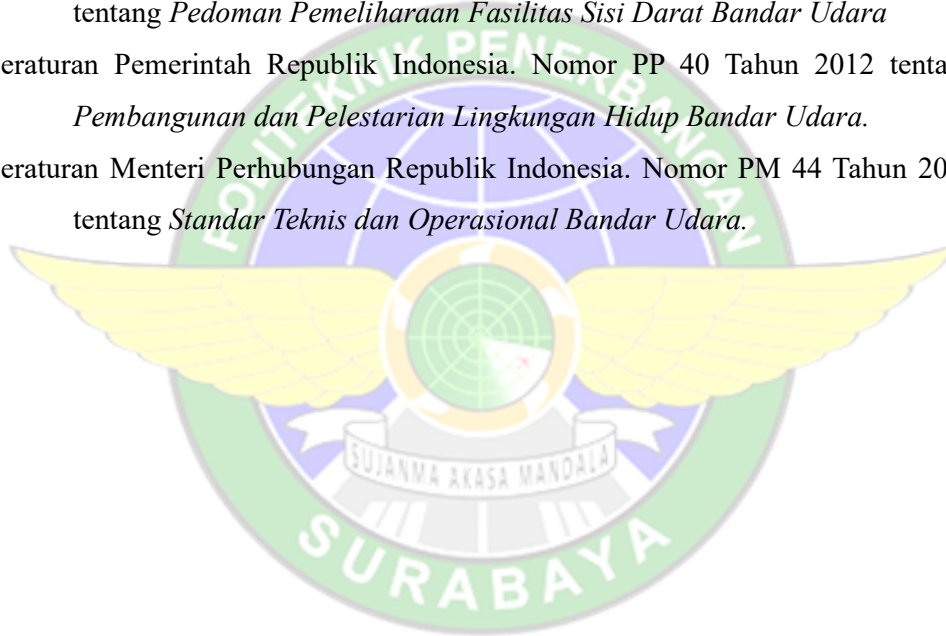 tentang Pedoman Pemeliharaan Fasilitas Sisi Darat Bandar Udara
eraturan Pemerintah Republik Indonesia. Nomor PP 40 Tahun 2012 tenta
Pembangunan dan Pelestarian Lingkungan Hidup Bandar Udara.
eraturan Menteri Perhubungan Republik Indonesia. Nomor PM 44 Tahun 20
tentang Standar Teknis dan Operasional Bandar Udara.
POLITEKNIK PENERBANGAN
SUJANMA AKASA MANDALA
SURABAYA